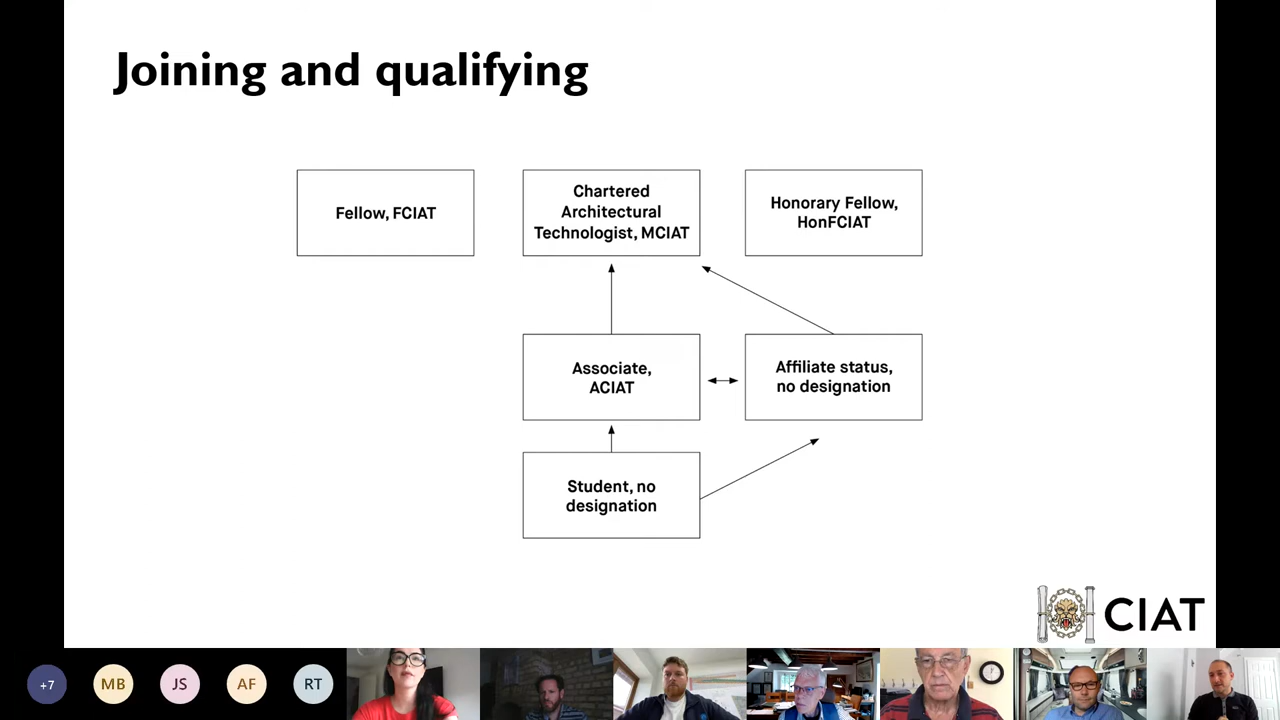 Joining and qualifying
Fellow, FCIAT
Chartered
Architectural
Technologist, MCIAT
Honorary Fellow,
HonFCIAT
Associate,
ACIAT
Affiliate status,
no designation
Student, no
designation
CIAT
+7
MB
JS
AF
RT